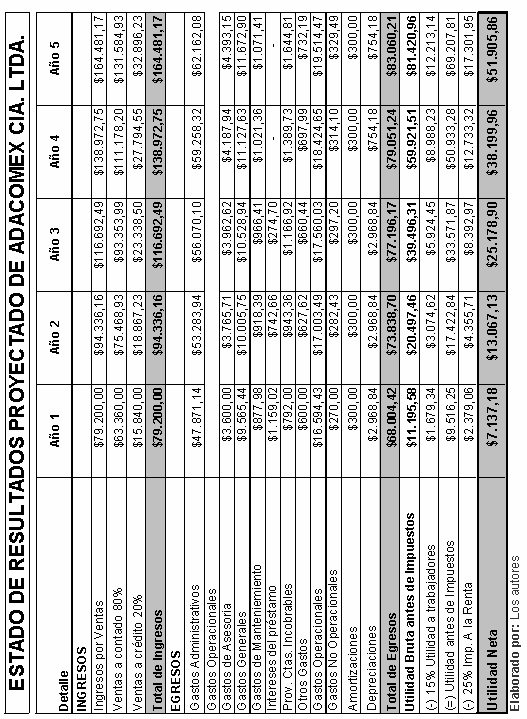 ESTADO DE RESULTADOS PROYECTADO DE ADACOMEX CIA. LTDA.
Detalle Año 1 Año 2 Año 3 Año 4 Año 5
INGRESOS
Ingresos por Ventas $79.200,00 $94.336,16 $116.692,49 $138.972,75 $164.481,17
Ventas a contado 80% $63.360,00 $75.468,93 $93.353,99 $111.178,20 $131.584,93
Ventas a crédito 20% $15.840,00 $18.867,23 $23.338,50 $27.794,55 $32.896,23
Total de Ingresos $79.200,00 $94.336,16 $116.692,49 $138.972,75 $164.481,17
EGRESOS
Gastos Administrativos $47.871,14 $53.283,94 $56.070,10 $59.258,32 $62.162,08
Gastos Operacionales
Gastos de Asesoría $3.600,00 $3.765,71 $3.962,62 $4.187,94 $4.393,15
Gastos Generales $9.565,44 $10.005,75 $10.528,94 $11.127,63 $11.672,90
Gastos de Mantenimiento $877,98 $918,39 $966,41 $1.021,36 $1.071,41
Intereses del préstamo $1.159,02 $742,66 $274,70 - -
Prov. Ctas. Incobrables $792,00 $943,36 $1.166,92 $1.389,73 $1.644,81
Otros Gastos $600,00 $627,62 $660,44 $697,99 $732,19
Gastos Operacionales $16.594,43 $17.003,49 $17.560,03 $18.424,65 $19.514,47
Gastos No Operacionales $270,00 $282,43 $297,20 $314,10 $329,49
Amortizaciones $300,00 $300,00 $300,00 $300,00 $300,00
Depreciaciones $2.968,84 $2.968,84 $2.968,84 $754,18 $754,18
Total de Egresos $68.004,42 $73.838,70 $77.196,17 $79.051,24 $83.060,21
Utilidad Bruta antes de Impuestos $11.195,58 $20.497,46 $39.496,31 $59.921,51 $81.420,96
(-) 15% Utilidad a trabajadores $1.679,34 $3.074,62 $5.924,45 $8.988,23 $12.213,14
(=) Utilidad antes de Impuestos $9.516,25 $17.422,84 $33.571,87 $50.933,28 $69.207,81
(-) 25% Imp. A la Renta $2.379,06 $4.355,71 $8.392,97 $12.733,32 $17.301,95
Utilidad Neta $7.137,18 $13.067,13 $25.178,90 $38.199,96 $51.905,86
Elaborado por: Los autores